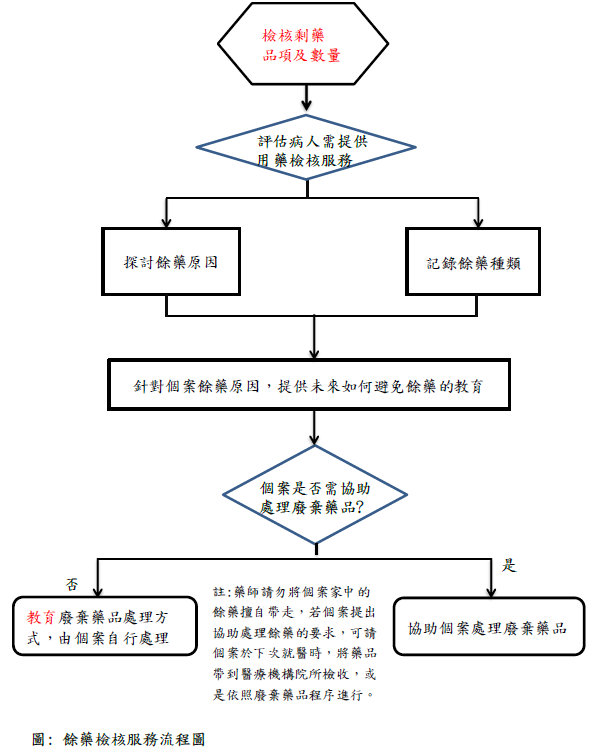 檢核剩藥
品項及數量
評估病人需提供
用藥檢核服務
探討餘藥原因
記錄餘藥種類
針對個案餘藥原因，提供未來如何避免餘藥的教育
個案是否需協助
處理廢棄藥品?
否
是
教育廢棄藥品處理方
式，由個案自行處理
註:藥師請勿將個案家中的
餘藥擅自帶走，若個案提出
協助處理餘藥的要求，可請
個案於下次就醫時，將藥品
帶到醫療機構院所檢收，或
是依照廢棄藥品程序進行。
協助個案處理廢棄藥品
圖: 餘藥檢核服務流程圖